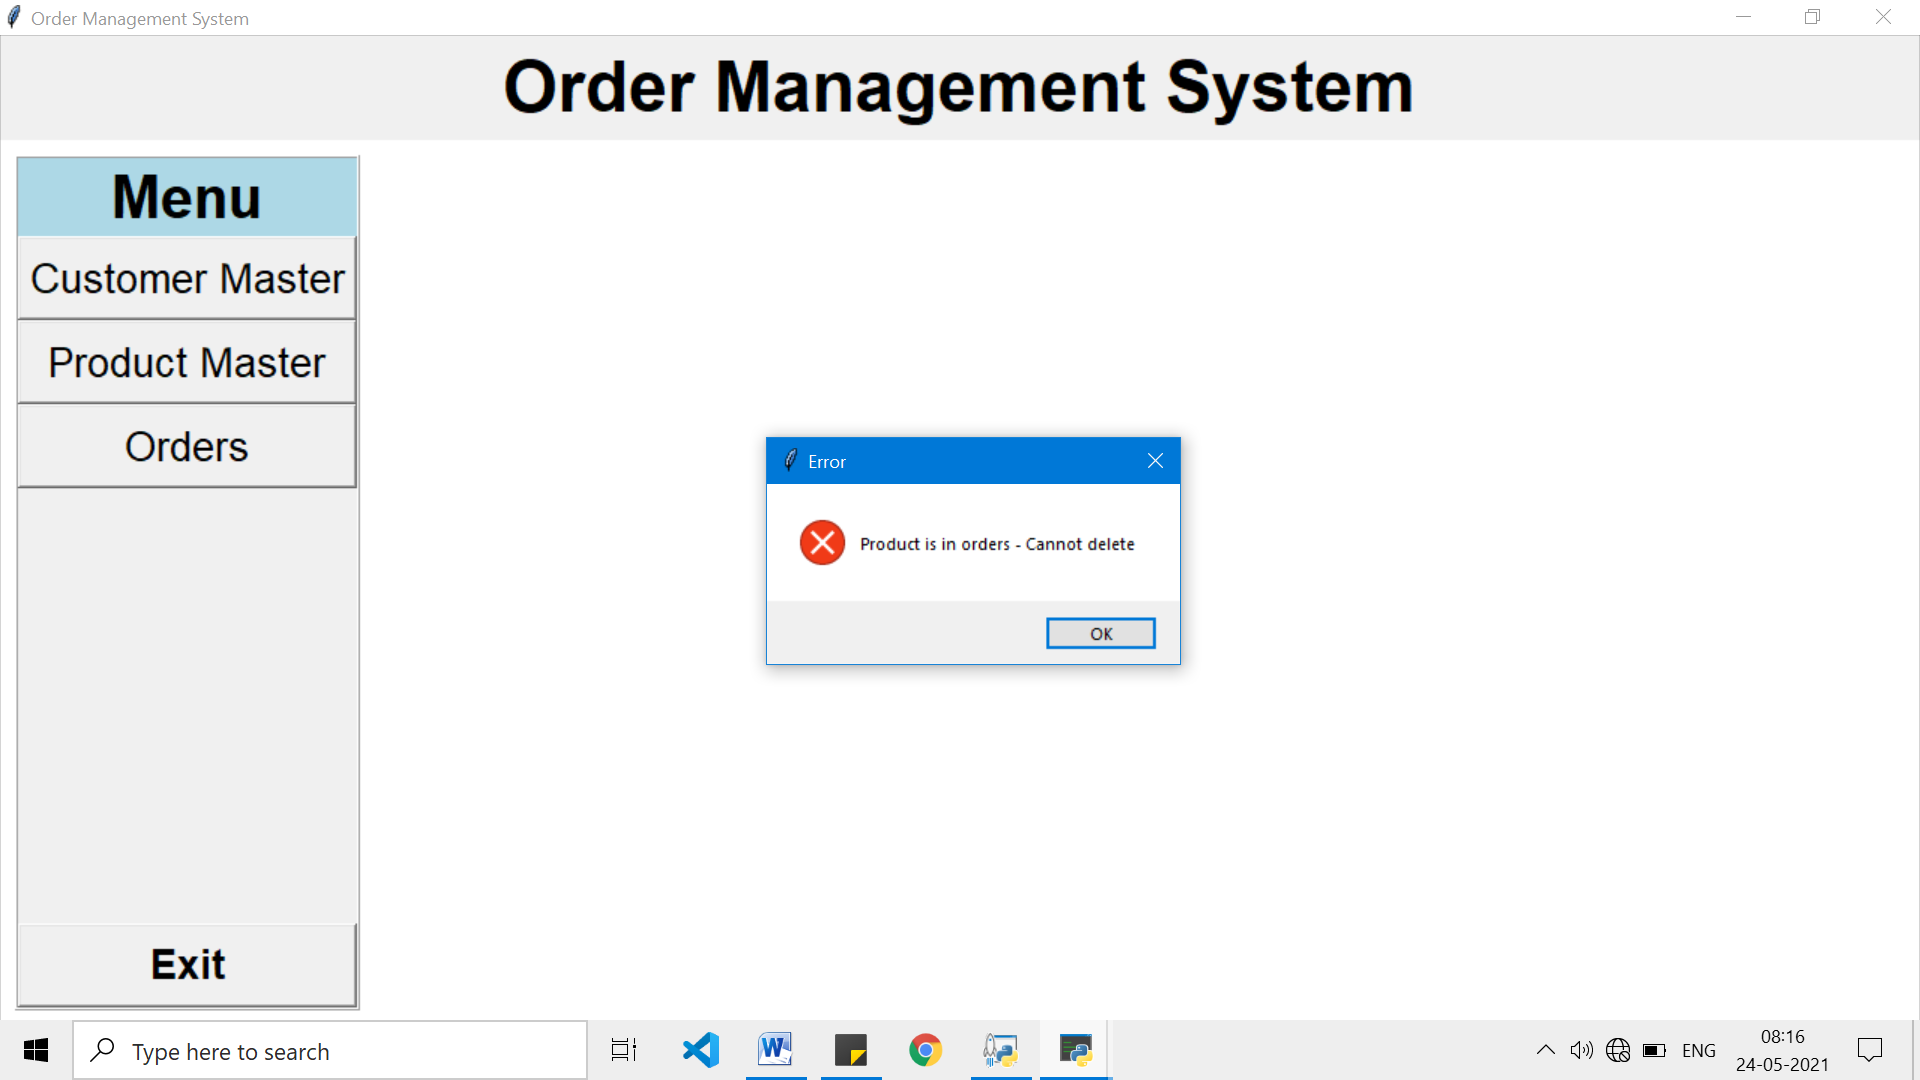 Order Management System
Order Management System
Menu
Customer Master
Product Master
Orders
Error
Product is in orders - Cannot delete
OK
Exit
Type here to search
W
ENG
08:16
24-05-2021